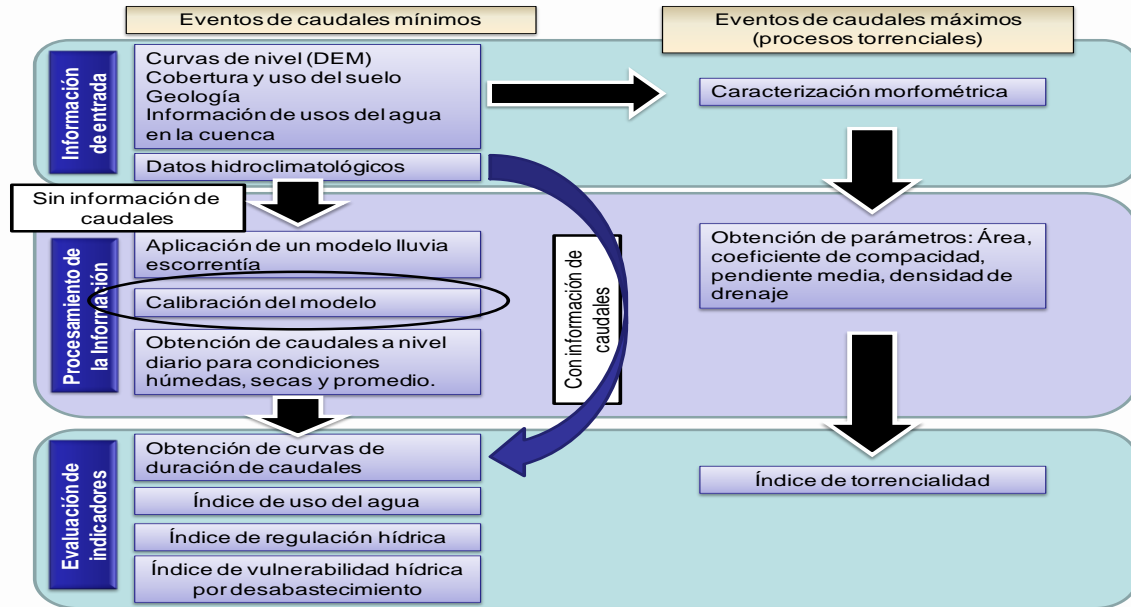 Eventos de caudales mínimos
Eventos de caudales máximos
(procesos torrenciales)
Información
de entrada
Curvas de nivel (DEM)
Cobertura y uso del suelo
Geología
Información de usos del agua
en la cuenca
Datos hidroclimatológicos
Caracterización morfométrica
Sin información de
caudales
Procesamiento de
la Información
Aplicación de un modelo lluvia
escorrentía
Calibración del modelo
Obtención de caudales a nivel
diario para condiciones
húmedas, secas y promedio.
Con información de
caudales
Obtención de parámetros: Área,
coeficiente de compacidad,
pendiente media, densidad de
drenaje
Evaluación de
indicadores
Obtención de curvas de
duración de caudales
Índice de uso del agua
Índice de regulación hídrica
Índice de vulnerabilidad hídrica
por desabastecimiento
Índice de torrencialidad